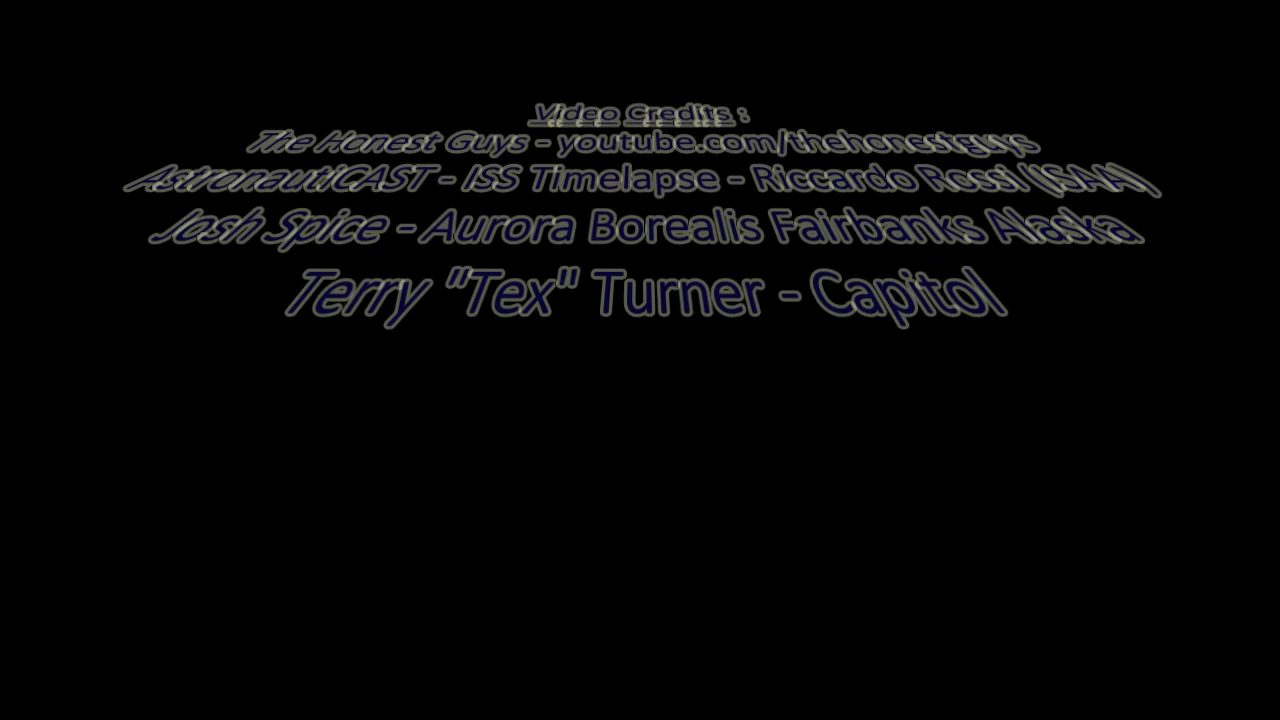 Video Credits :
The Honest Guys - youtube.com/thehonestguys
AstronautiCAST - ISS Timelapse - Riccardo Rossi (ISAA)
Josh Spice - Aurora Borealis Fairbanks Alaska
Terry "Tex" Turner - Capitol